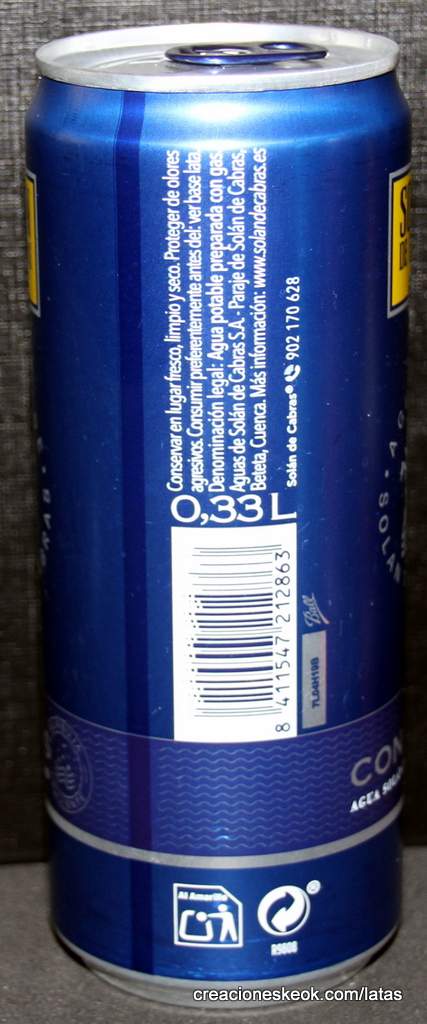 Conservar en lugar fresco, limpio y seco. Proteger de olores
agresivos. Consumir preferentemente antes del: ver base lata.
Denominación legal: Agua potable preparada con gas.
Aguas de Solán de Cabras S.A. - Paraje de Solán de Cabras,
Beteta, Cuenca. Más información: www.solandecabras.es
Solán de Cabras® 902 170 628
0,33 L
8 411547 212863
Ball
7L04H19B
CON
AGUA
Al Amarillo
R5808
creacioneskeok.com/latas